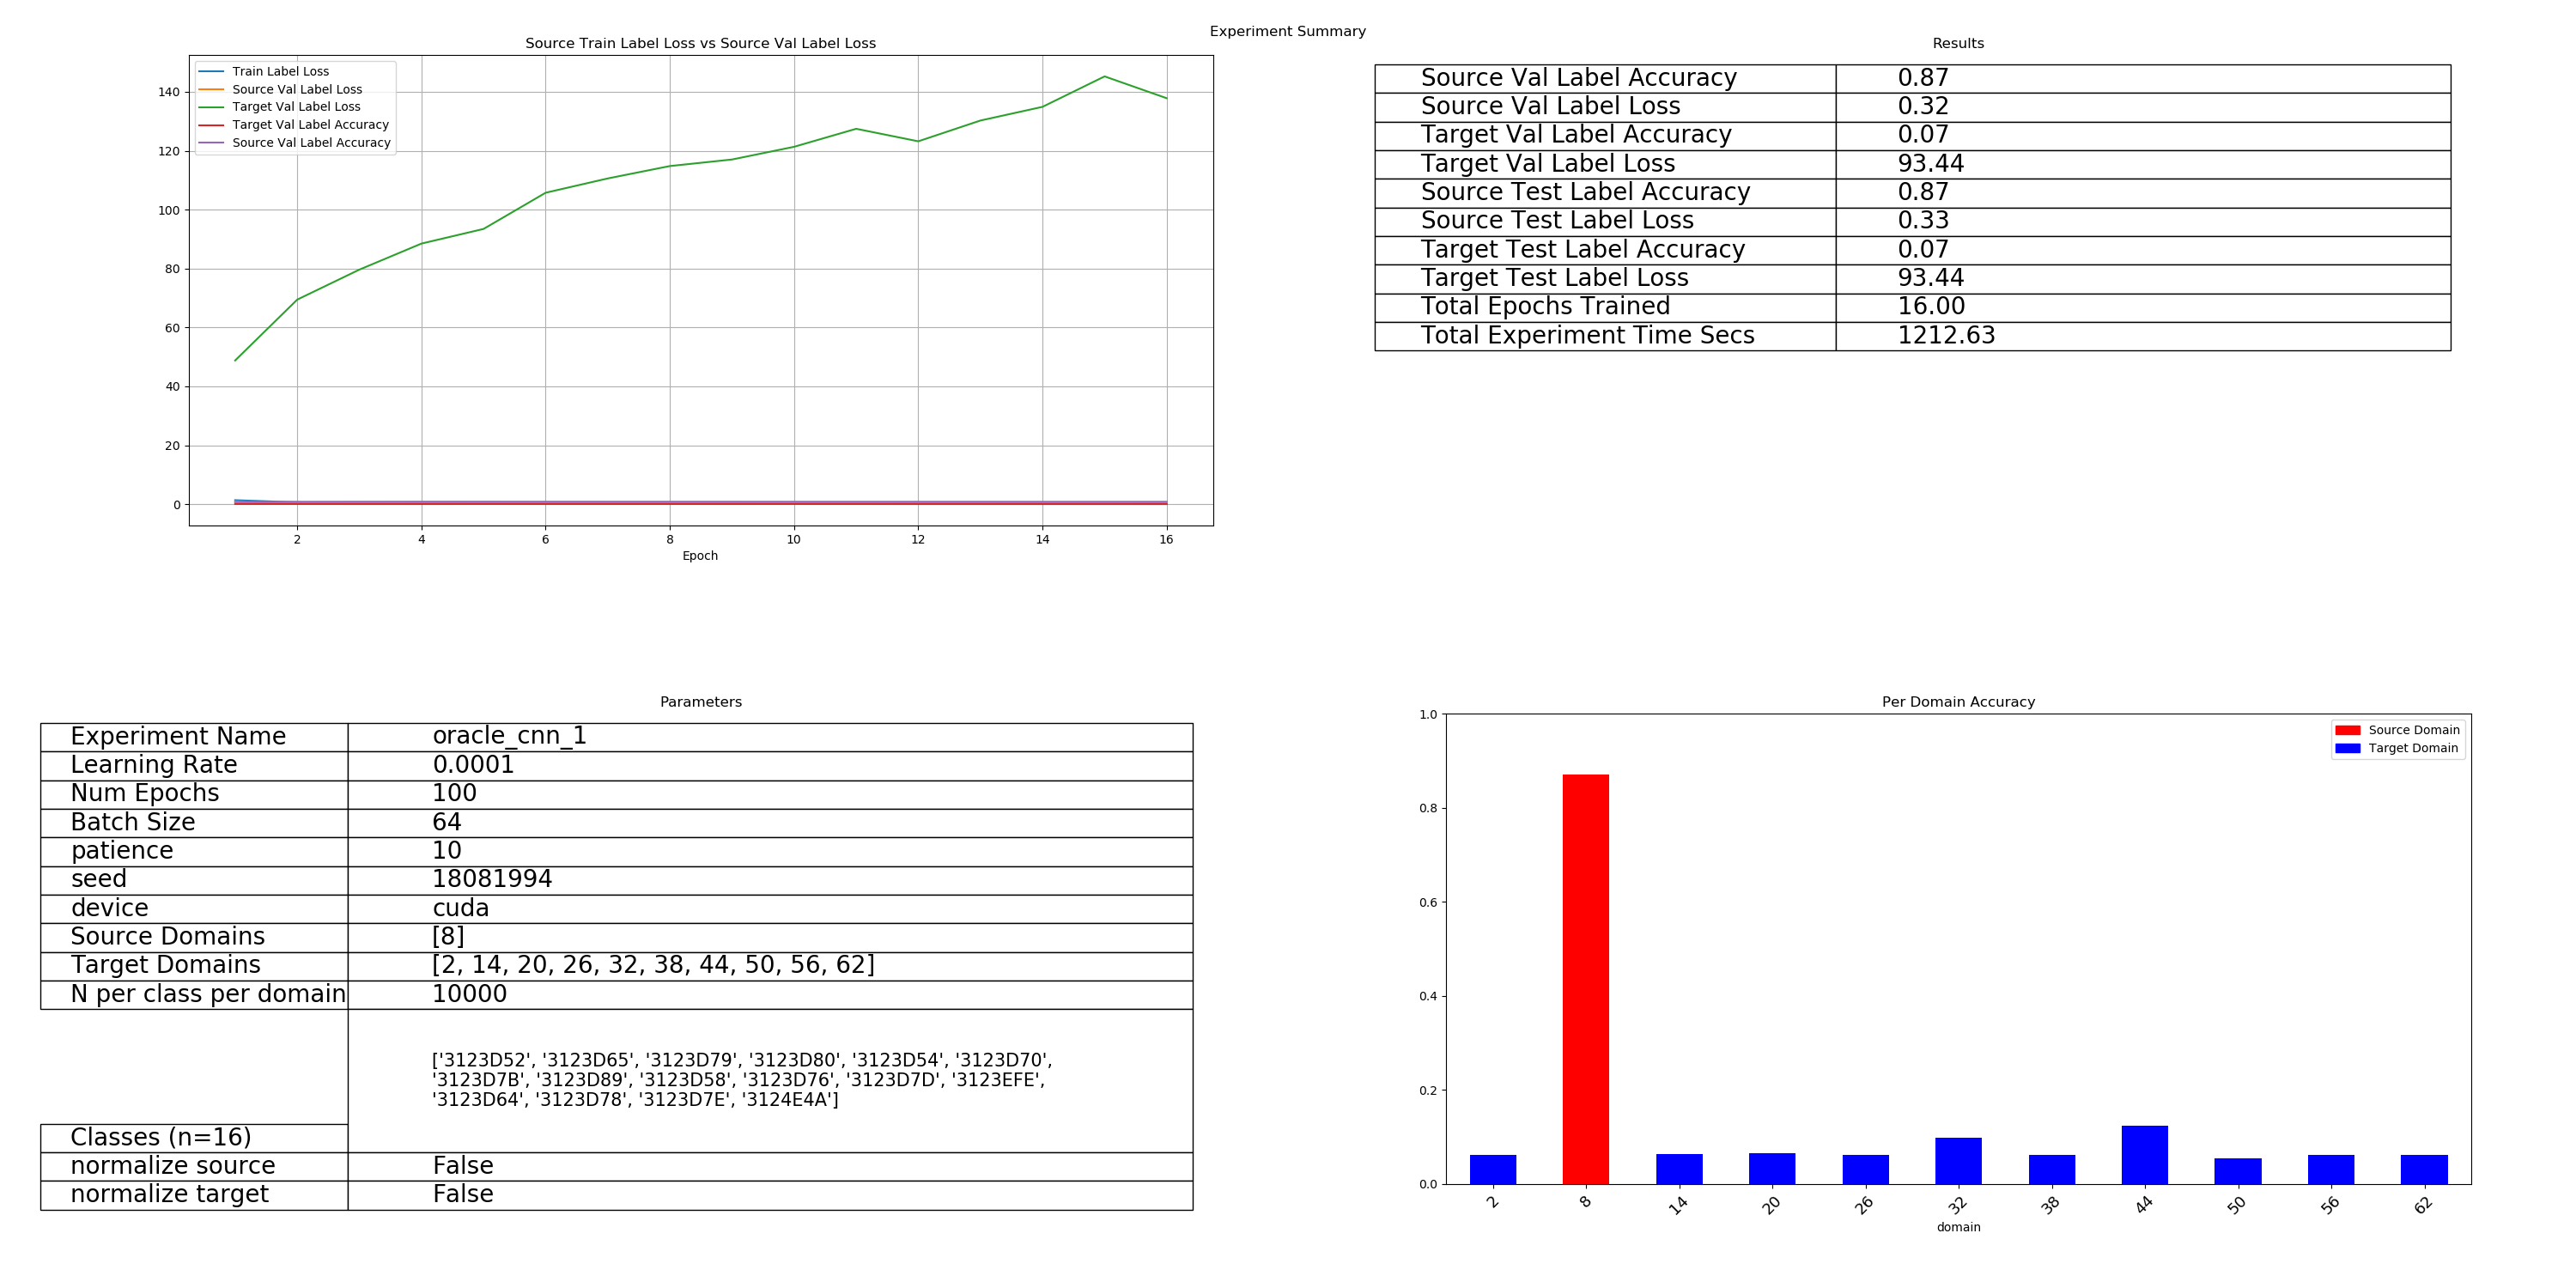 Experiment Summary
Source Train Label Loss vs Source Val Label Loss
Train Label Loss
Source Val Label Loss
Target Val Label Loss
Target Val Label Accuracy
Source Val Label Accuracy
140
120
100
80
60
40
20
0
2 4 6 8 10 12 14 16
Epoch
Results
Source Val Label Accuracy 0.87
Source Val Label Loss 0.32
Target Val Label Accuracy 0.07
Target Val Label Loss 93.44
Source Test Label Accuracy 0.87
Source Test Label Loss 0.33
Target Test Label Accuracy 0.07
Target Test Label Loss 93.44
Total Epochs Trained 16.00
Total Experiment Time Secs 1212.63
Parameters
Experiment Name oracle_cnn_1
Learning Rate 0.0001
Num Epochs 100
Batch Size 64
patience 10
seed 18081994
device cuda
Source Domains [8]
Target Domains [2, 14, 20, 26, 32, 38, 44, 50, 56, 62]
N per class per domain 10000
['3123D52', '3123D65', '3123D79', '3123D80', '3123D54', '3123D70',
'3123D7B', '3123D89', '3123D58', '3123D76', '3123D7D', '3123EFE',
'3123D64', '3123D78', '3123D7E', '3124E4A']
Classes (n=16)
normalize source False
normalize target False
Per Domain Accuracy
Source Domain
Target Domain
1.0
0.8
0.6
0.4
0.2
0.0
2 8 14 20 26 32 38 44 50 56 62
domain